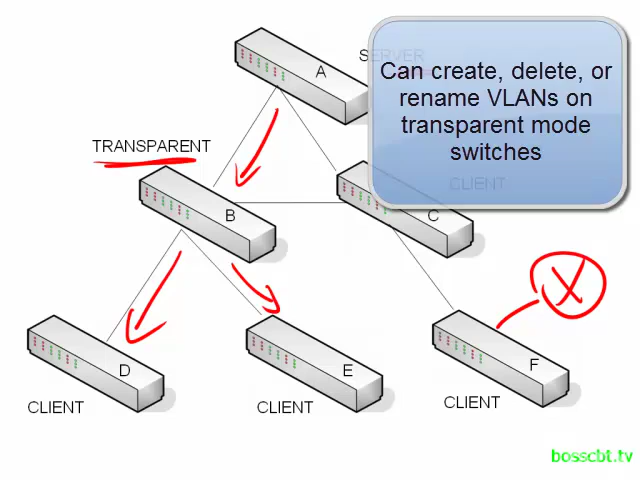 SERVER
A
Can create, delete, or
rename VLANs on
transparent mode
switches
TRANSPARENT
CLIENT
B
C
X
D
E
F
CLIENT
CLIENT
CLIENT
bosscbt.tv